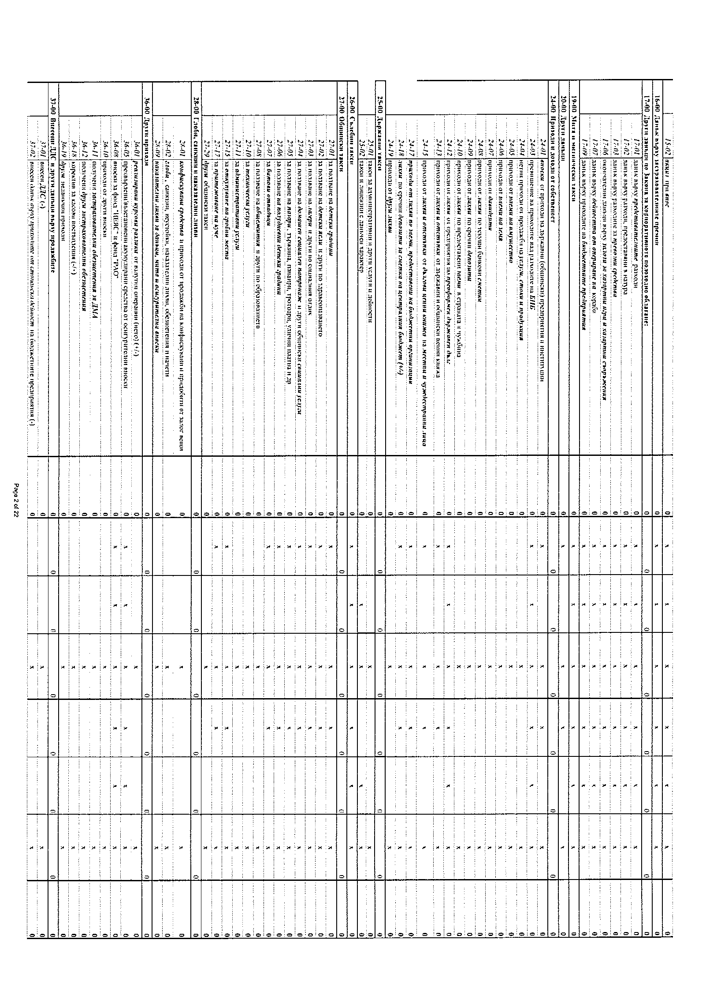 15-02 акциз при внос 0 x x x x x x 0
16-00 Данък върху застрахователните премии 0 x x x x x x 0
17-00 Други данъци по Закона за корпоративното подоходно облагане: 0 0 0 0 0 0 0 0
17-01 данък върху представителните разходи 0 x x x x x x 0
17-02 данък върху разходи, предоставяни в натура 0 x x x x x x 0
17-03 данък върху разходите за превозни средства 0 x x x x x x 0
17-06 окончателни данъци върху залози за хазартни игри и хазартни съоръжения 0 x x x x x x 0
17-07 данък върху дейността от опериране на кораби 0 x x x x x x 0
17-09 данък върху приходите на бюджетните предприятия 0 x x x x x x 0
19-00 Мита и митнически такси 0 x x x x x x 0
20-00 Други данъци 0 x x x x 0
24-00 Приходи и доходи от собственост 0 0 0 0 0 0 0 0
24-01 вноски от приходи на държавни (общински) предприятия и институции 0 x x x x 0
24-03 превишение на приходите над разходите на БНБ 0 x x x x x x 0
24-04 нетни приходи от продажби на услуги, стоки и продукция 0 x x 0
24-05 приходи от наеми на имущество 0 x x 0
24-06 приходи от наеми на земя 0 x x 0
24-07 приходи от дивиденти 0 x x 0
24-08 приходи от лихви по текущи банкови сметки 0 x x 0
24-09 приходи от лихви по срочни депозити 0 x x 0
24-10 приходи от лихви по предоставени заеми в страната и чужбина 0 x x 0
24-12 приходи от лихви от предприятия по преоформен държавен дълг 0 x x x x x x 0
24-13 приходи от лихви и отстъпки от държавни и общински ценни книжа 0 x x x x 0
24-15 приходи от лихви и отстъпки от дългови ценни книжа на местни и чуждестранни лица 0 x x x x 0
24-17 приходи от лихви по заеми, предоставени на бюджетни организации 0 x x x x 0
24-18 лихви по срочни депозити за сметка на централния бюджет (+/-) 0 x x x x 0
24-19 приходи от други лихви 0 x x 0
25-00 Държавни такси 0 0 0 0 0 0 0 0
25-01 такси за административни и други услуги и дейности 0 x x 0
25-02 такси и лицензии с данъчен характер 0 x x x x 0
26-00 Съдебни такси 0 x x x x x x 0
27-00 Общински такси 0 0 0 0 0 0 0 0
27-01 за ползване на детски градини 0 x x x x 0
27-02 за ползване на детски ясли и други по здравеопазването 0 x x x x 0
27-03 за ползване на лагери и други по социалния отдих 0 x x x x 0
27-04 за ползване на домашен социален патронаж и други общински социални услуги 0 x x x x 0
27-05 за ползване на пазари, тържища, панаири, тротоари, улични платна и др 0 x x x x 0
27-06 за ползване на полудневни детски градини 0 x x x x 0
27-07 за битови отпадъци 0 x x x x 0
27-08 за ползване на общежития и други по образованието 0 x x 0
27-10 за технически услуги 0 x x 0
27-11 за административни услуги 0 x x 0
27-15 за откупуване на гробни места 0 x x x x 0
27-17 за притежаване на куче 0 x x x x 0
27-29 други общински такси 0 x x 0
28-00 Глоби, санкции и наказателни лихви 0 0 0 0 0 0 0 0
28-01 конфискувани средства и приходи от продажби на конфискувани и придобити от залог вещи 0 x x 0
28-02 глоби, санкции, неустойки, наказателни лихви, обезщетения и начети 0 x x 0
28-09 наказателни лихви за данъци, мита и осигурителни вноски 0 x x 0
36-00 Други приходи 0 0 0 0 0 0 0 0
36-01 реализирани курсови разлики от валутни операции (нето) (+/-) 0 x x 0
36-05 прехвърлени/възстановени акумулирани средства от осигурителни вноски 0 x x x x x x 0
36-08 вноски за фонд "ИЕЯС" и фонд "РАО" 0 x x x x x x 0
36-10 приходи от други вноски 0 x x 0
36-11 получени застрахователни обезщетения за ДМА 0 x x 0
36-12 получени други застрахователни обезщетения 0 x x 0
36-18 корективи за касови постъпления (-/+) 0 x x 0
36-19 други неданъчни приходи 0 x x 0
37-00 Внесени ДДС и други данъци върху продажбите 0 0 0 0 0 0 0 0
37-01 внесен ДДС (-) 0 x x 0
37-02 внесен данък върху приходите от стопанска дейност на бюджетните предприятия (-) 0 x x 0
Page 2 of 22